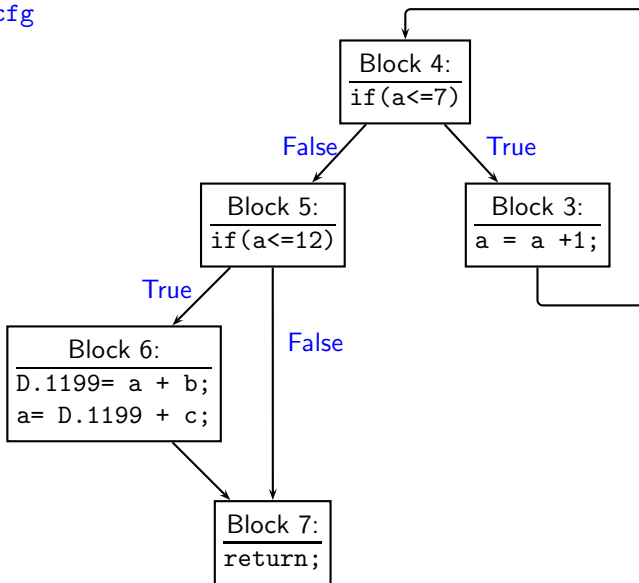 cfg
Block 4:
if(a<=7)
False
True
Block 5:
if(a<=12)
Block 3:
a = a +1;
True
False
Block 6:
D.1199= a + b;
a= D.1199 + c;
Block 7:
return;